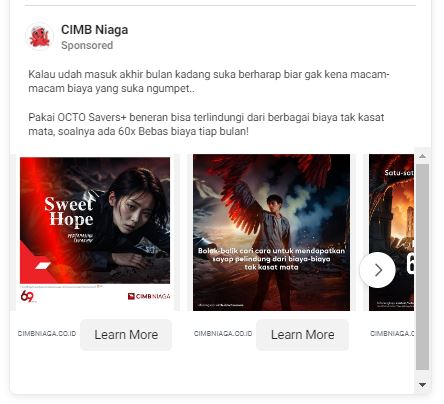 CIMB Niaga
Sponsored
Kalau udah masuk akhir bulan kadang suka berharap biar gak kena macam-
macam biaya yang suka ngumpet..
Pakai OCTO Savers+ beneran bisa terlindungi dari berbagai biaya tak kasat
mata, soalnya ada 60x Bebas biaya tiap bulan!
Sweet
Hope
69
CIMB NIAGA
Bolak-balik cari cara untuk mendapatkan
sayap pelindung dari biaya-biaya
tak kasat mata
Satu-sat
6
CIMBNIAGA.CO.ID
Learn More
CIMBNIAGA.CO.ID
Learn More
CIMBNIAGA.CO.ID